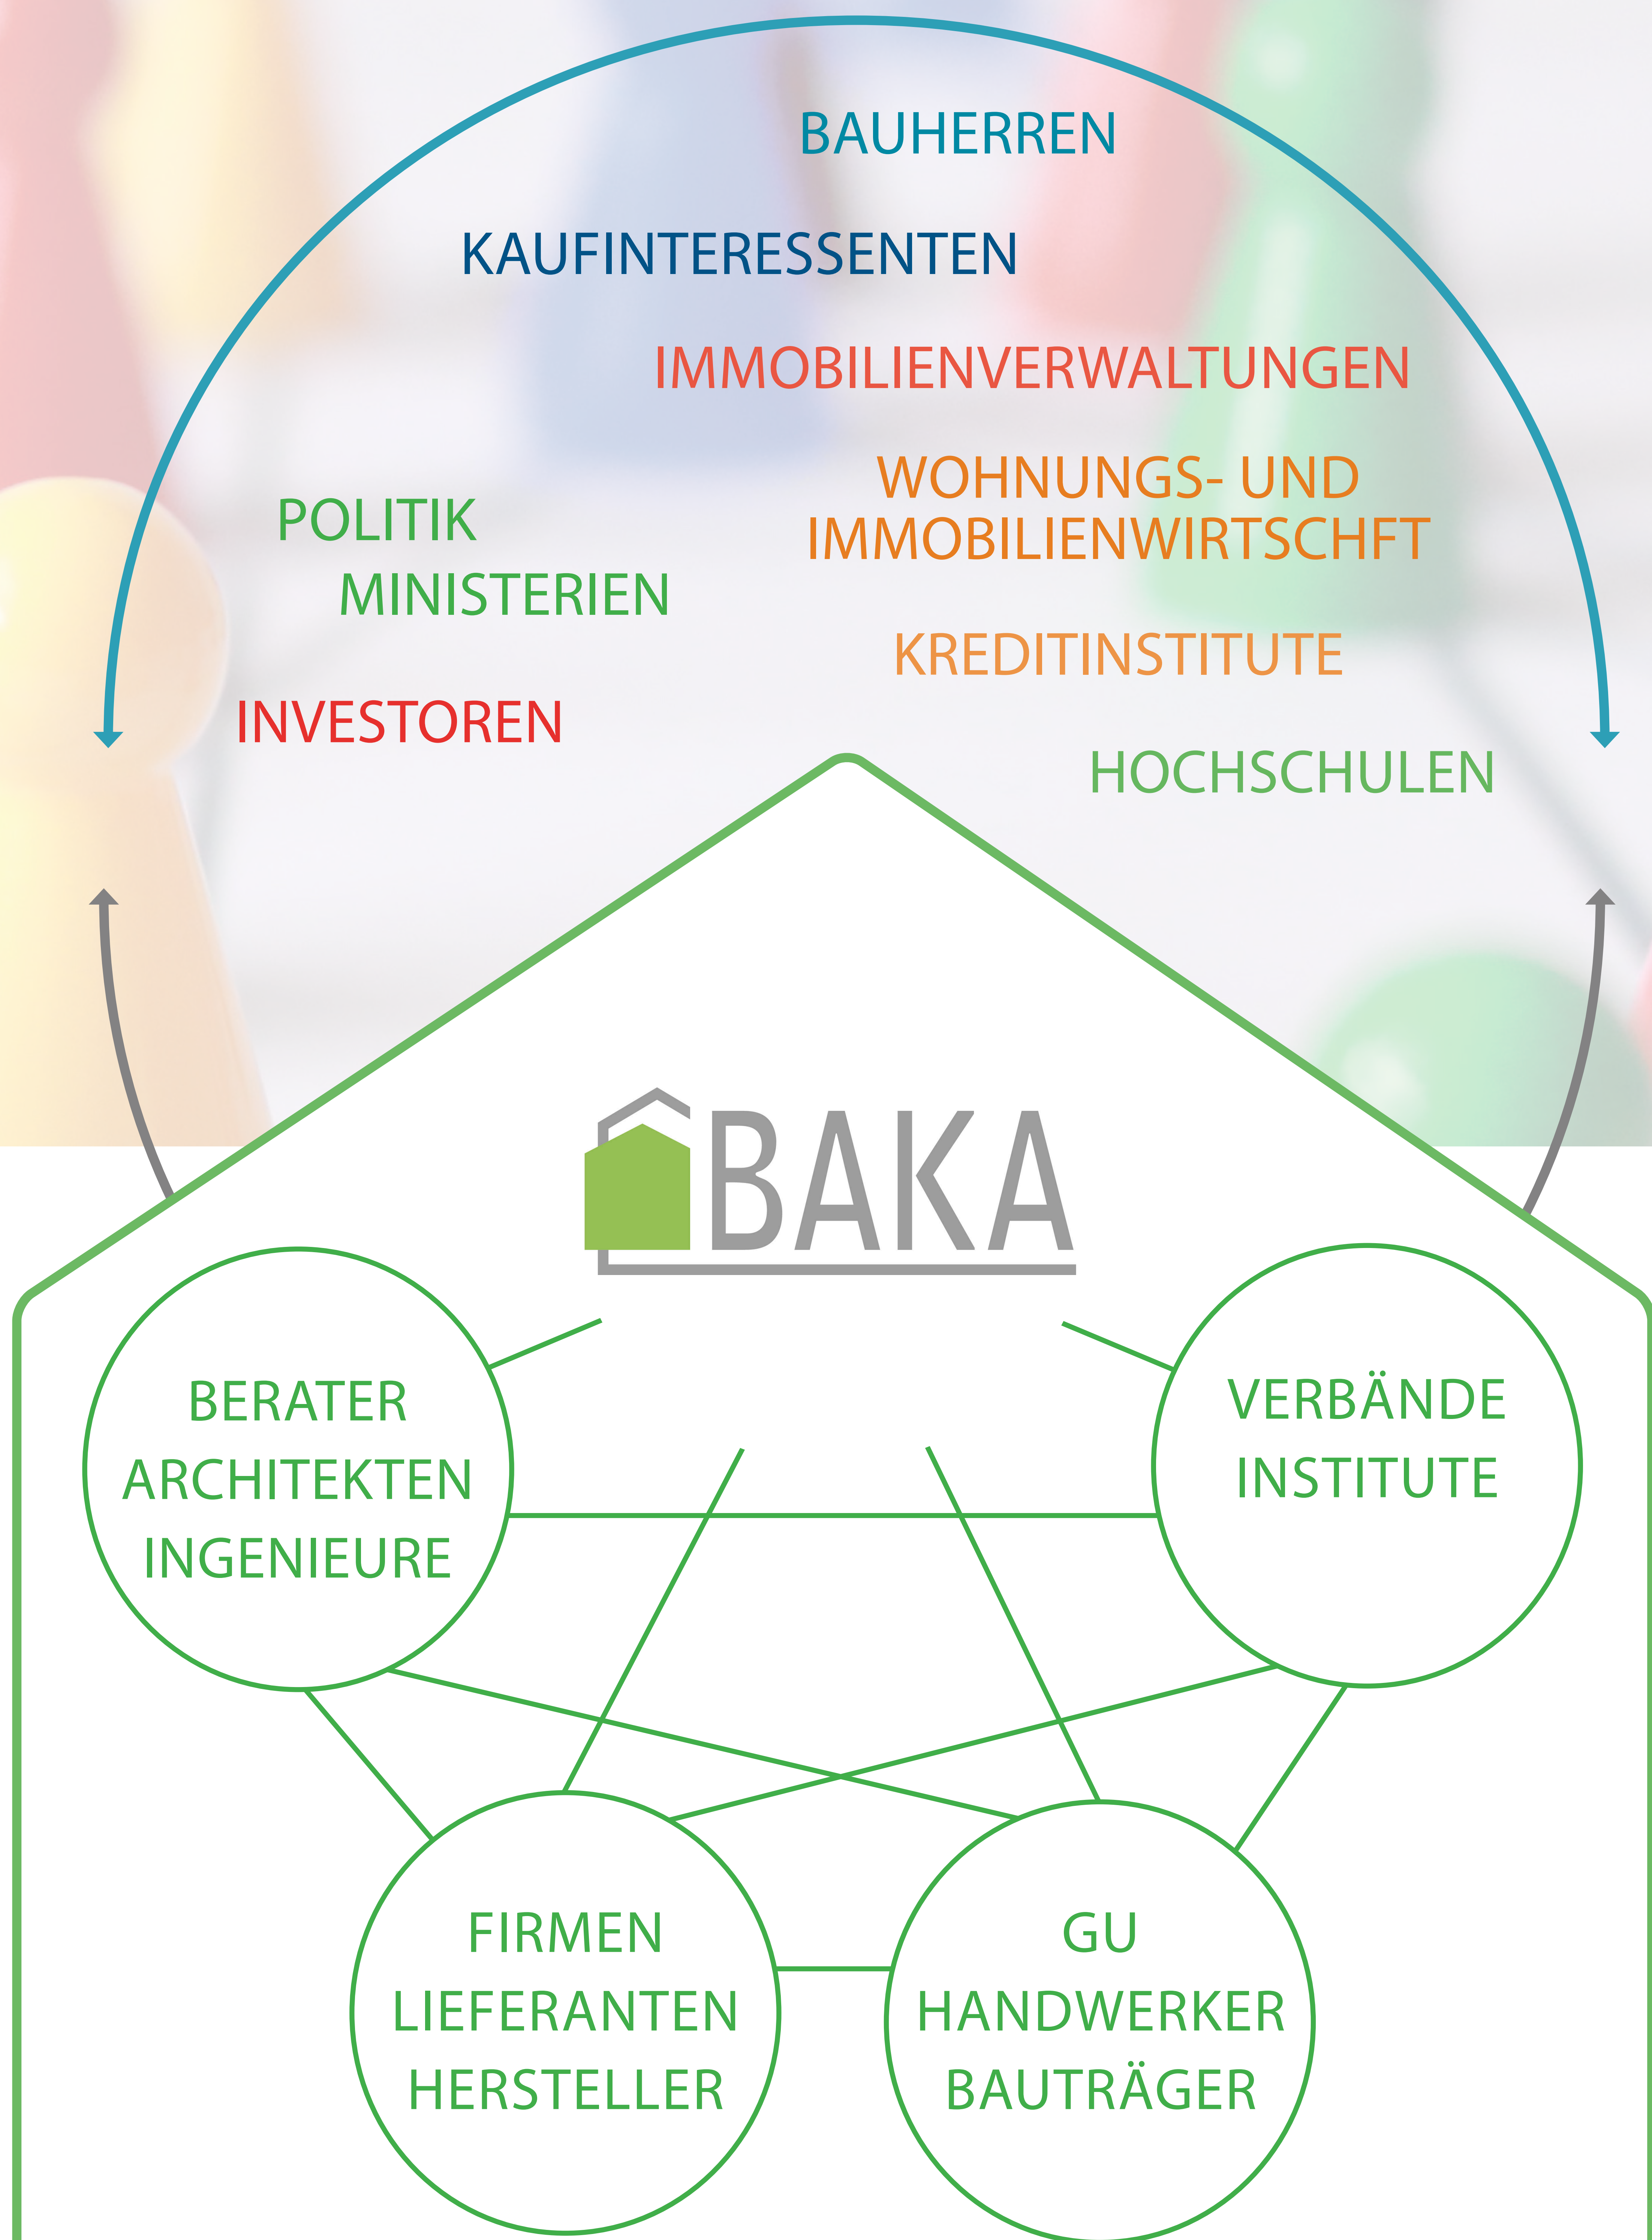 BAUHERREN
KAUFINTERESSENTEN
IMMOBILIENVERWALTUNGEN
WOHNUNGS- UND
IMMOBILIENWIRTSCHFT
POLITIK
MINISTERIEN
KREDITINSTITUTE
INVESTOREN
HOCHSCHULEN
BAKA
BERATER
ARCHITEKTEN
INGENIEURE
VERBÄNDE
INSTITUTE
FIRMEN
LIEFERANTEN
HERSTELLER
GU
HANDWERKER
BAUTRÄGER